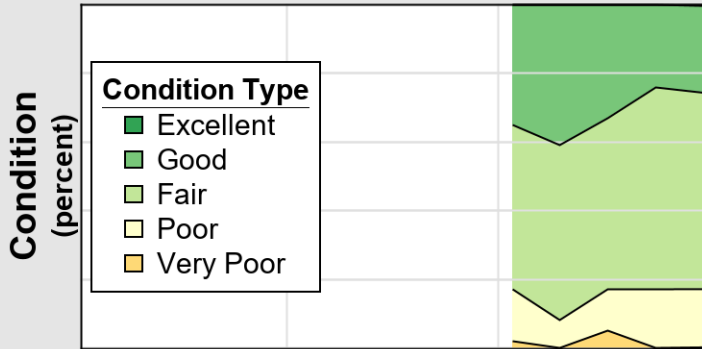 Condition
(percent)
Condition Type
Excellent
Good
Fair
Poor
Very Poor